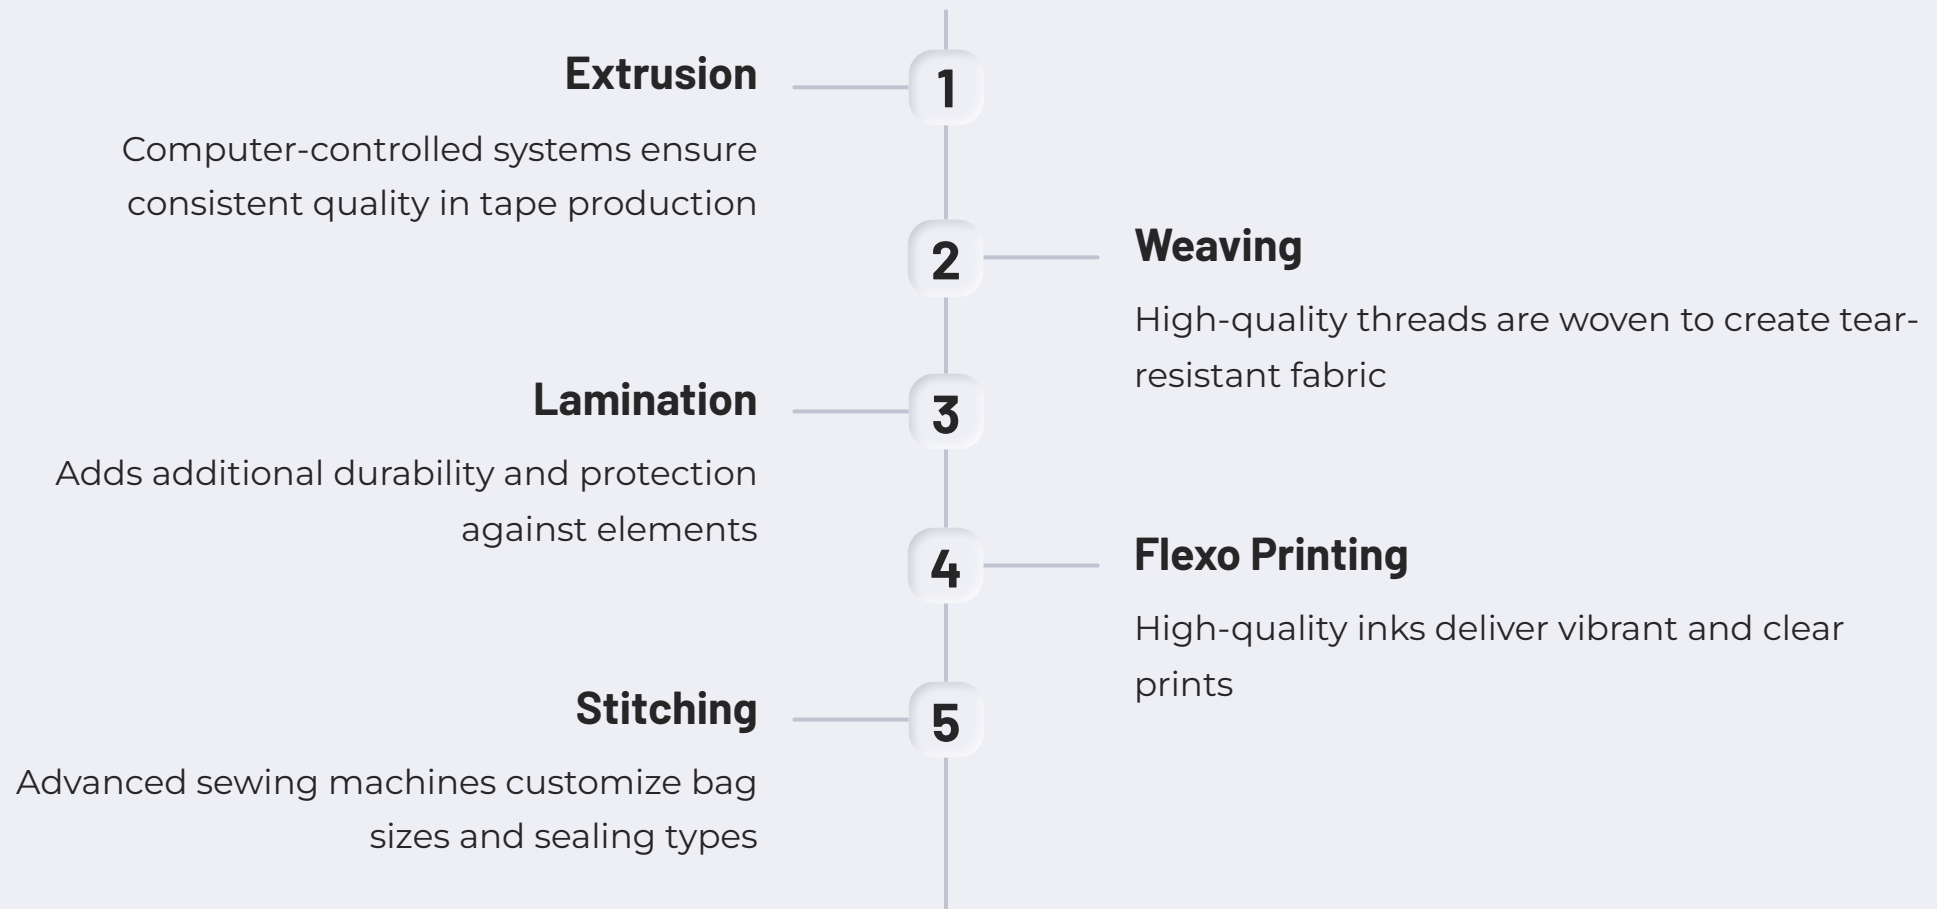 Extrusion
1
Computer-controlled systems ensure
consistent quality in tape production
2
Weaving
High-quality threads are woven to create tear-
resistant fabric
Lamination
3
Adds additional durability and protection
against elements
4
Flexo Printing
High-quality inks deliver vibrant and clear
prints
Stitching
5
Advanced sewing machines customize bag
sizes and sealing types